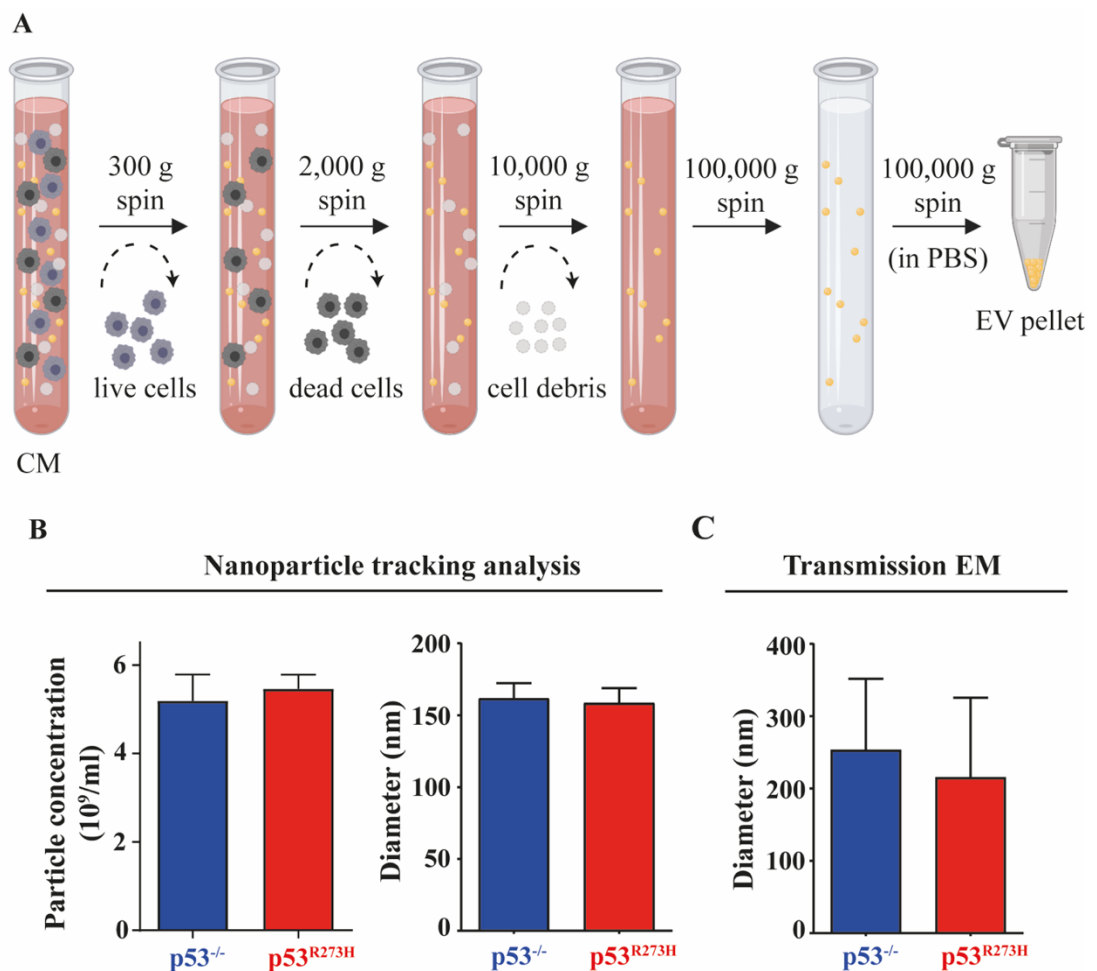 A
300 g
spin
2,000 g
spin
10,000 g
spin
100,000 g
spin
100,000 g
spin
(in PBS)
live cells
dead cells
cell debris
EV pellet
CM
B
Nanoparticle tracking analysis
Particle concentration
(10⁹/ml)
6
4
2
0
p53⁻/⁻
p53ᴿ²⁷³ᴴ
Diameter (nm)
200
150
100
50
0
p53⁻/⁻
p53ᴿ²⁷³ᴴ
C
Transmission EM
Diameter (nm)
400
300
200
100
0
p53⁻/⁻
p53ᴿ²⁷³ᴴ